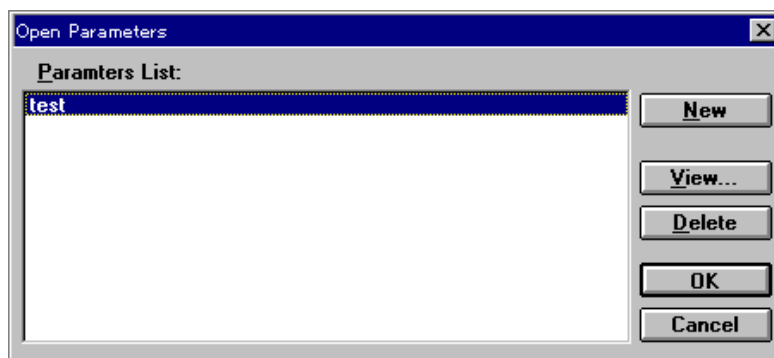 Open Parameters
Paramters List:
test
New
View...
Delete
OK
Cancel